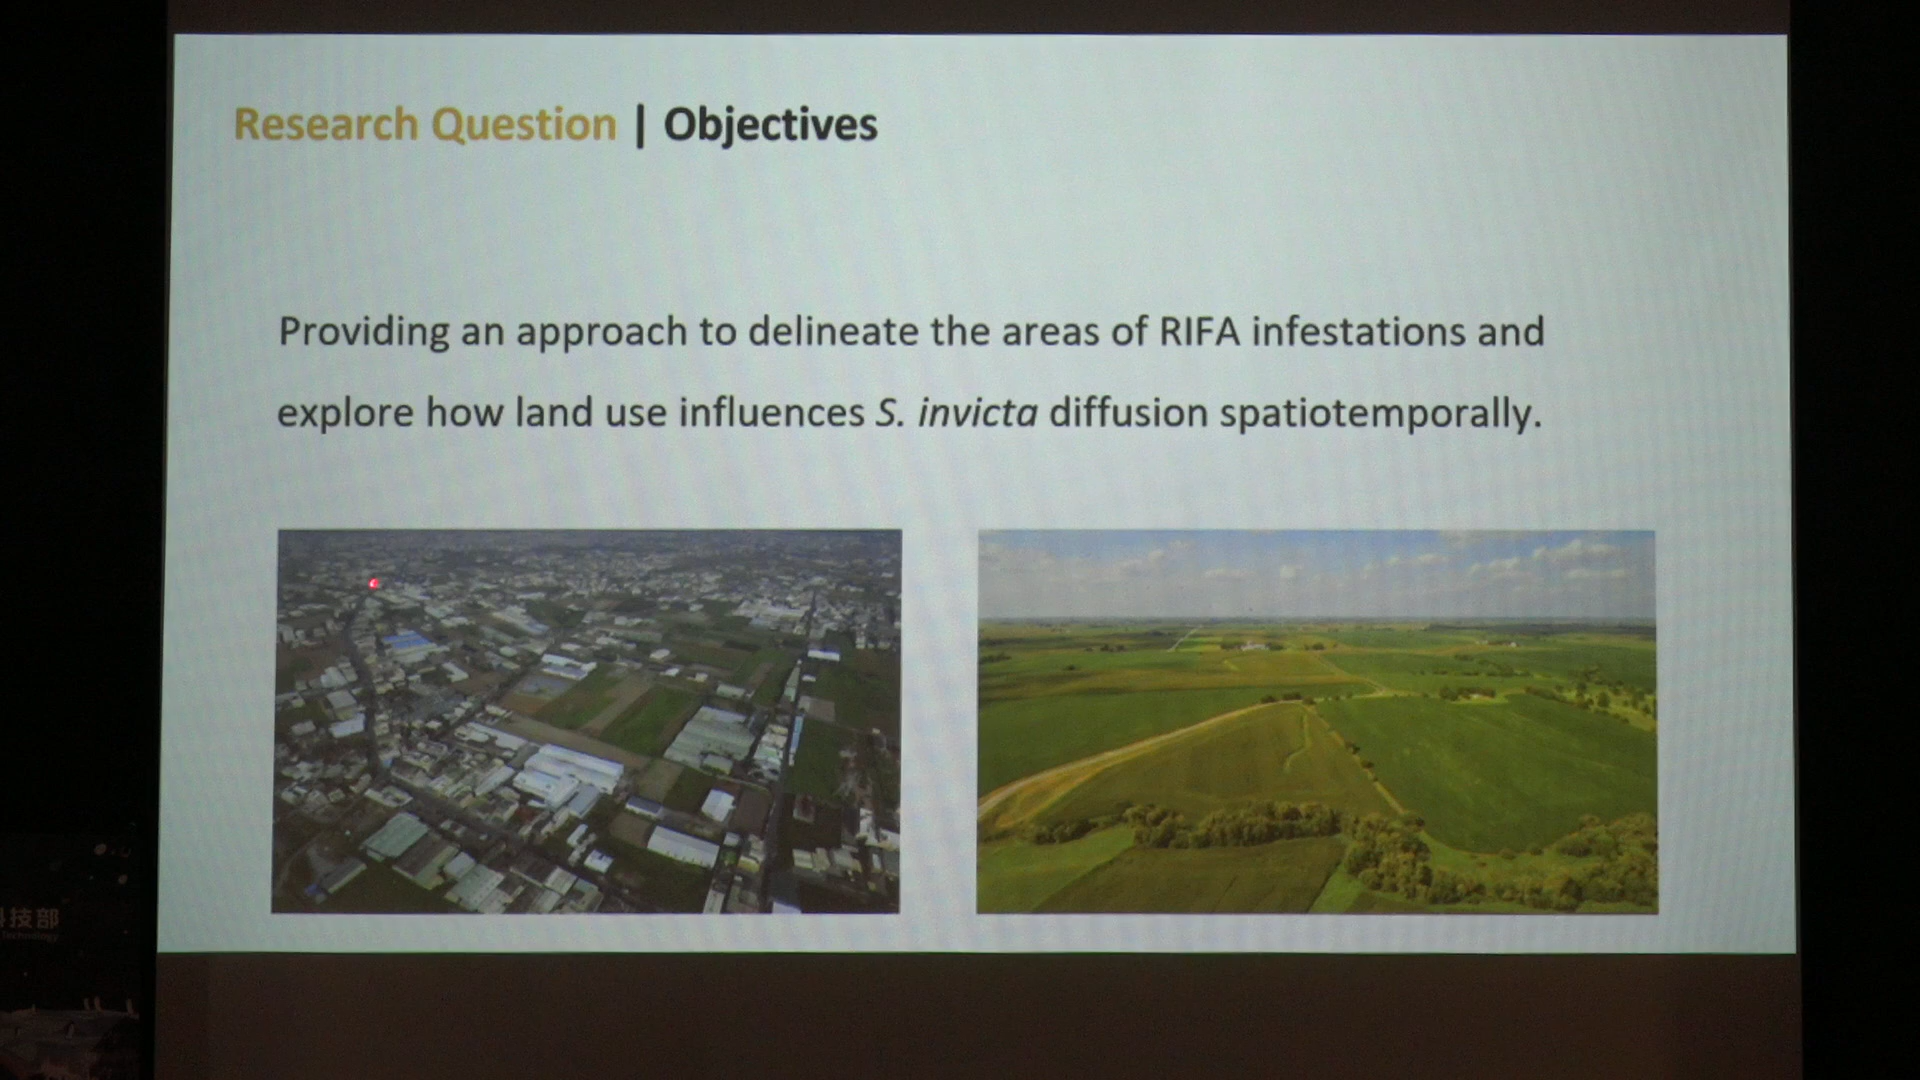 Research Question | Objectives
Providing an approach to delineate the areas of RIFA infestations and
explore how land use influences S. invicta diffusion spatiotemporally.
技部
Technology